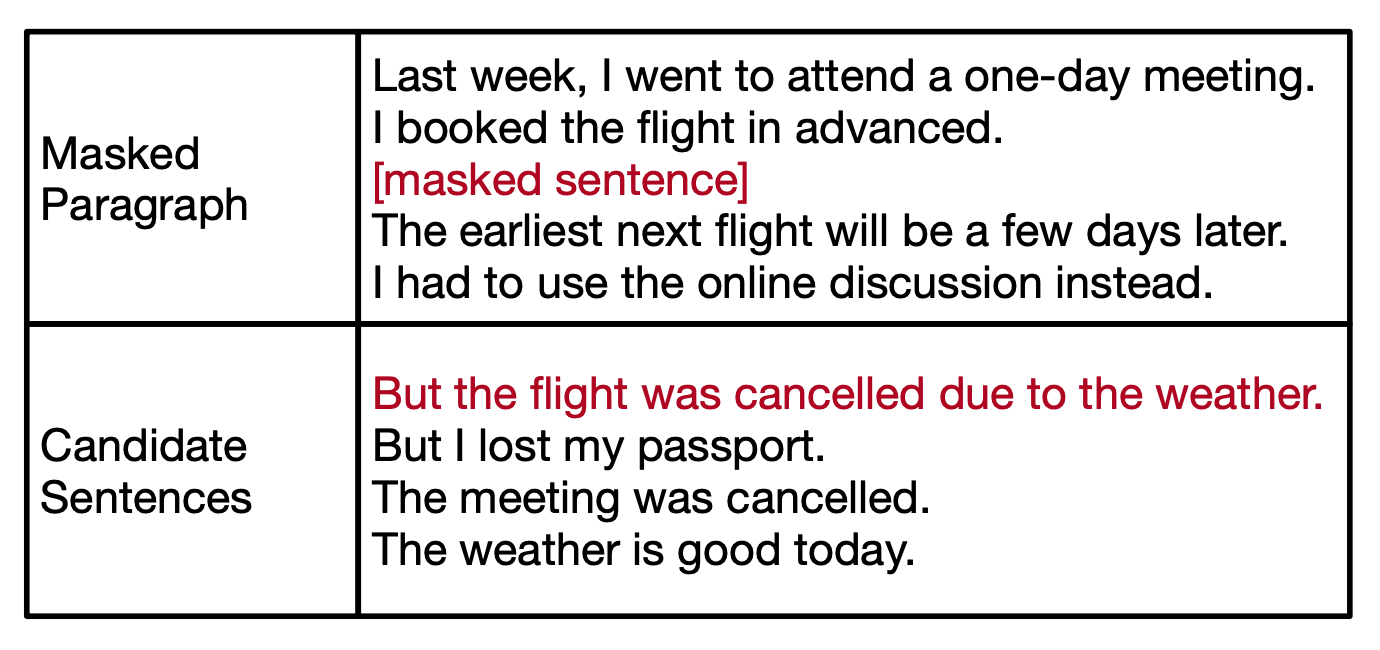 Masked
Paragraph
Last week, I went to attend a one-day meeting.
I booked the flight in advanced.
[masked sentence]
The earliest next flight will be a few days later.
I had to use the online discussion instead.
Candidate
Sentences
But the flight was cancelled due to the weather.
But I lost my passport.
The meeting was cancelled.
The weather is good today.